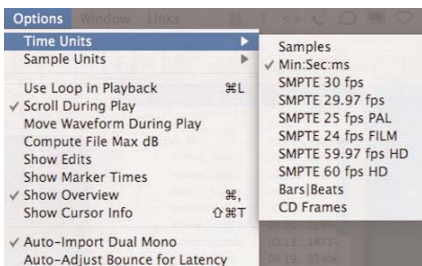 Options Window Links
Time Units
Sample Units
Use Loop in Playback ⌘L
✓ Scroll During Play
Move Waveform During Play
Compute File Max dB
Show Edits
Show Marker Times
✓ Show Overview ⌘,
Show Cursor Info ⇧⌘T
✓ Auto-Import Dual Mono
Auto-Adjust Bounce for Latency
Samples
✓ Min:Sec:ms
SMPTE 30 fps
SMPTE 29.97 fps
SMPTE 25 fps PAL
SMPTE 24 fps FILM
SMPTE 59.97 fps HD
SMPTE 60 fps HD
Bars|Beats
CD Frames